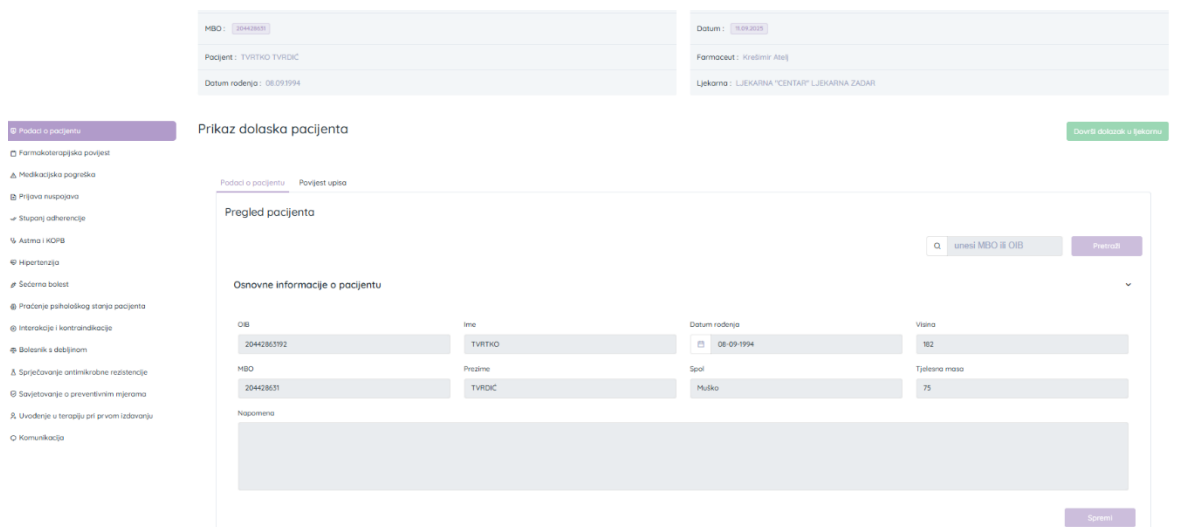 MBO : 204428631
Datum : 11.09.2025
Pacijent : TVRTKO TVRDIĆ
Farmaceut : Krešimir Atelj
Datum rođenja : 08.09.1994
Ljekarna : LJEKARNA "CENTAR" LJEKARNA ZADAR
Podaci o pacijentu
Farmakoterapijska povijest
Medikacijska pogreška
Prijava nuspojava
Stupanj adherencije
Astma i KOPB
Hipertenzija
Šećerna bolest
Praćenje psihološkog stanja pacijenta
Interakcije i kontraindikacije
Bolesnik s debljinom
Sprječavanje antimikrobne rezistencije
Savjetovanje o preventivnim mjerama
Uvođenje u terapiju pri prvom izdavanju
Komunikacija
Prikaz dolaska pacijenta
Dovrši dolazak u ljekarnu
Podaci o pacijentu Povijest upisa
Pregled pacijenta
unesi MBO ili OIB Pretraži
Osnovne informacije o pacijentu
OIB Ime Datum rođenja Visina
20442863192 TVRTKO 08-09-1994 182
MBO Prezime Spol Tjelesna masa
204428631 TVRDIĆ Muško 75
Napomena
Spremi